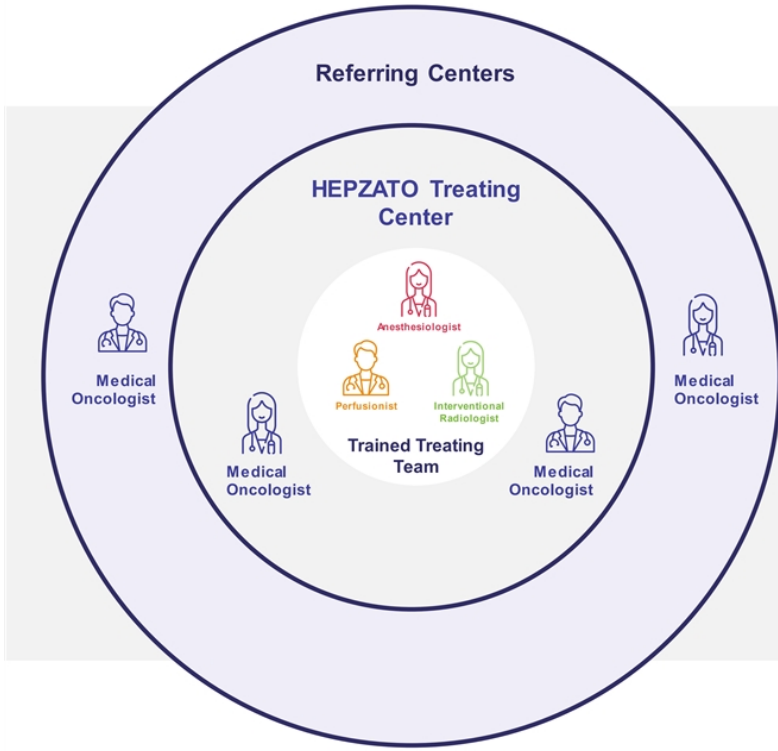 Referring Centers
HEPZATO Treating
Center
Anesthesiologist
Perfusionist
Interventional
Radiologist
Trained Treating
Team
Medical
Oncologist
Medical
Oncologist
Medical
Oncologist
Medical
Oncologist